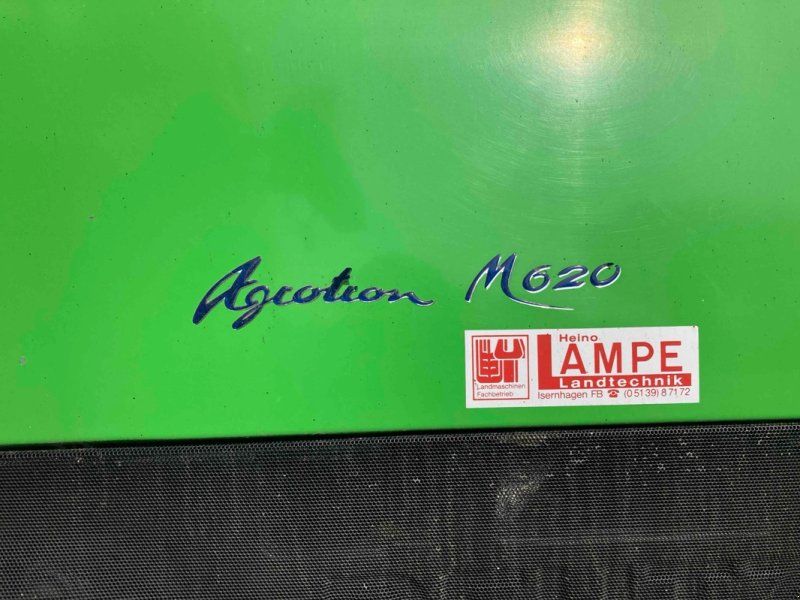 Agrotron M620
Heino
LAMPE
Landtechnik
Landmaschinen
Fachbetrieb
Isernhagen FB ☎ (05139) 87172